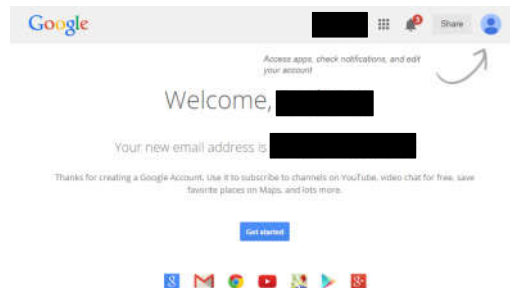 Google
3
Share
Access apps, check notifications, and edit
your account
Welcome,
Your new email address is
Thanks for creating a Google Account. Use it to subscribe to channels on YouTube, video chat for free, save
favorite places on Maps, and lots more.
Get started